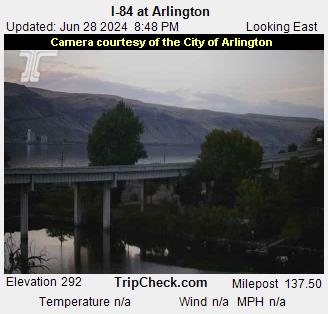 I-84 at Arlington
Updated: Jun 28 2024 8:48 PM Looking East
Camera courtesy of the City of Arlington
Elevation 292 TripCheck.com Milepost 137.50
Temperature n/a Wind n/a MPH n/a